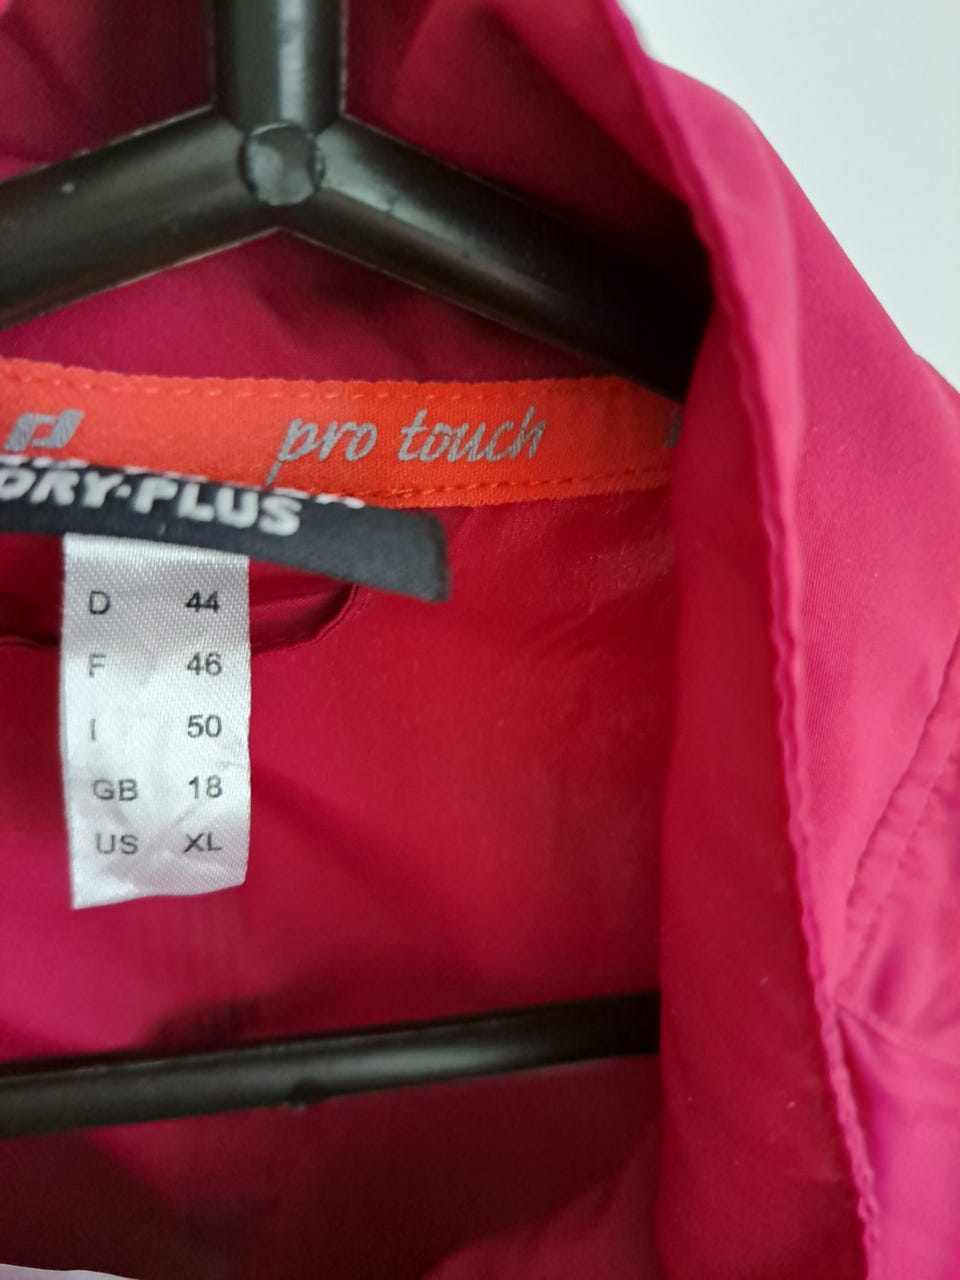 pro touch
DRY·PLUS
D 44
F 46
I 50
GB 18
US XL